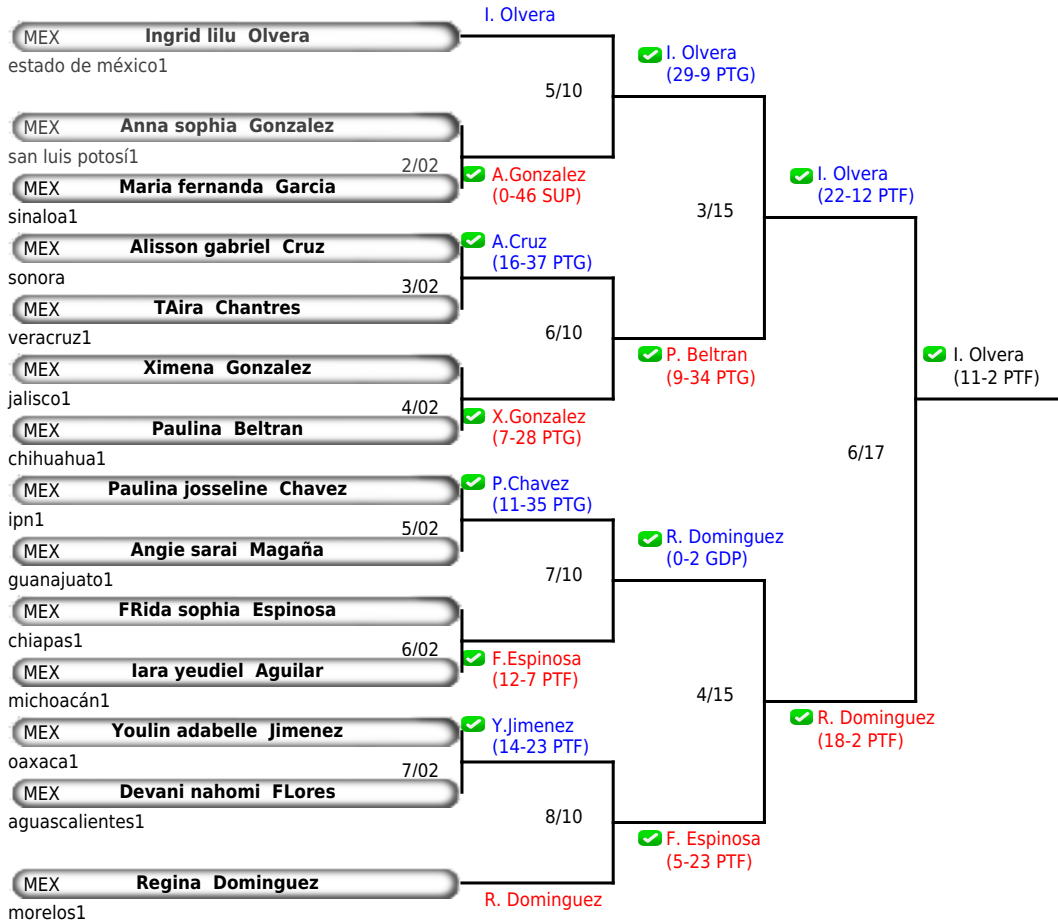 I. Olvera
MEX Ingrid lilu Olvera
estado de méxico1
I. Olvera
(29-9 PTG)
5/10
MEX Anna sophia Gonzalez
san luis potosí1
2/02
A.Gonzalez
(0-46 SUP)
MEX Maria fernanda Garcia
sinaloa1
I. Olvera
(22-12 PTF)
3/15
MEX Alisson gabriel Cruz
sonora
A.Cruz
(16-37 PTG)
3/02
MEX TAira Chantres
veracruz1
6/10
P. Beltran
(9-34 PTG)
MEX Ximena Gonzalez
jalisco1
4/02
X.Gonzalez
(7-28 PTG)
MEX Paulina Beltran
chihuahua1
I. Olvera
(11-2 PTF)
6/17
MEX Paulina josseline Chavez
ipn1
P.Chavez
(11-35 PTG)
5/02
MEX Angie sarai Magaña
guanajuato1
R. Dominguez
(0-2 GDP)
7/10
MEX FRida sophia Espinosa
chiapas1
6/02
F.Espinosa
(12-7 PTF)
MEX Iara yeudiel Aguilar
michoacán1
4/15
R. Dominguez
(18-2 PTF)
MEX Youlin adabelle Jimenez
oaxaca1
Y.Jimenez
(14-23 PTF)
7/02
MEX Devani nahomi FLores
aguascalientes1
8/10
F. Espinosa
(5-23 PTF)
MEX Regina Dominguez
morelos1
R. Dominguez